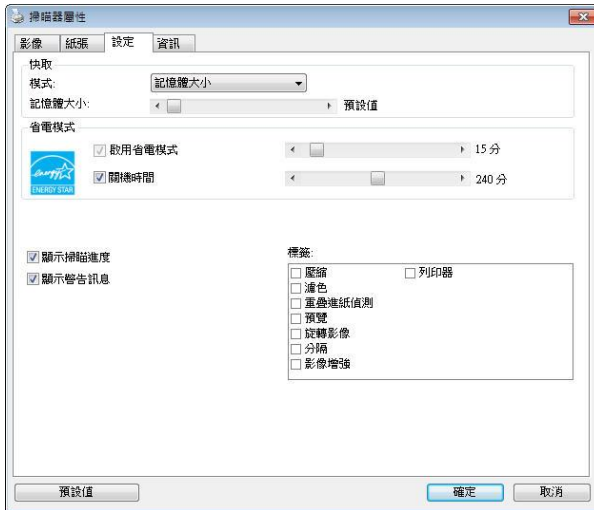 掃瞄器屬性
影像 紙張 設定 資訊
快取
模式: 記憶體大小
記憶體大小: 預設值
省電模式
啟用省電模式 15 分
關機時間 240 分
ENERGY STAR
顯示掃瞄進度
顯示警告訊息
標籤:
壓縮 列印器
濾色
重疊進紙偵測
預覽
旋轉影像
分隔
影像增強
預設值 確定 取消